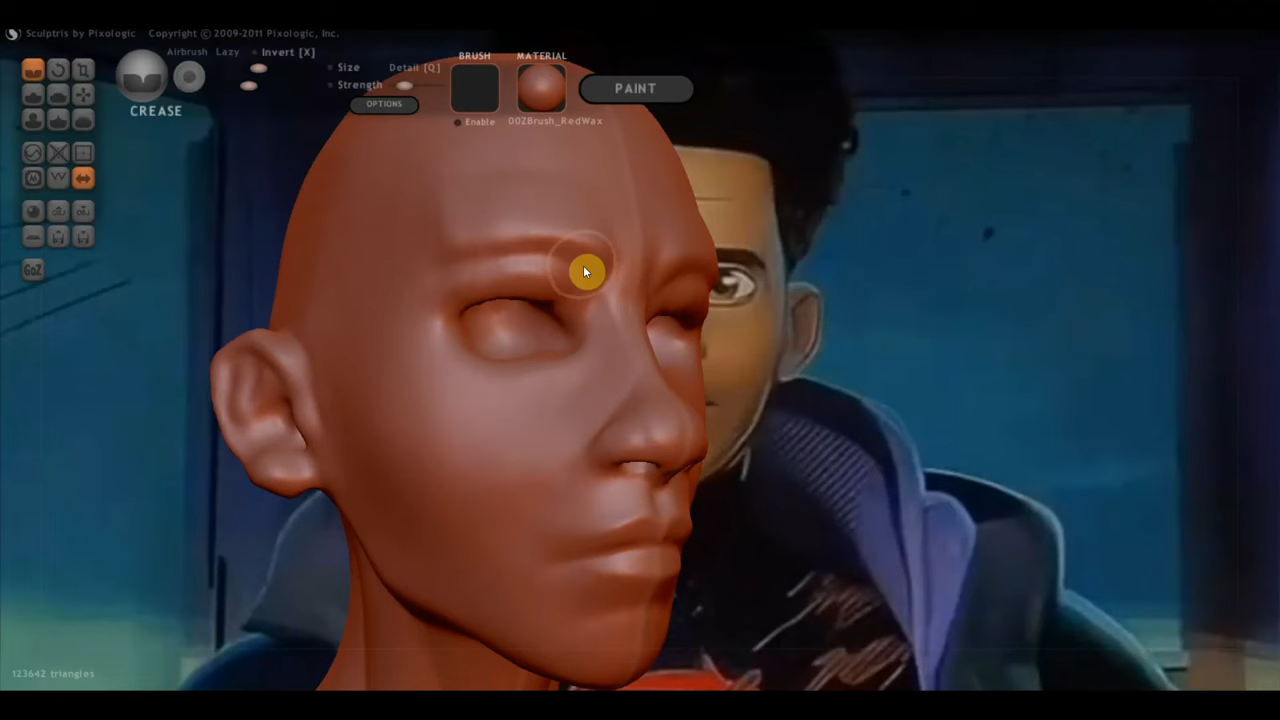 Sculptris by Pixologic Copyright © 2009-2011 Pixologic, Inc.
Airbrush Lazy Invert [X]
Size Detail [Q]
Strength
OPTIONS
CREASE
BRUSH
Enable
MATERIAL
00ZBrush_RedWax
PAINT
GoZ
123642 triangles